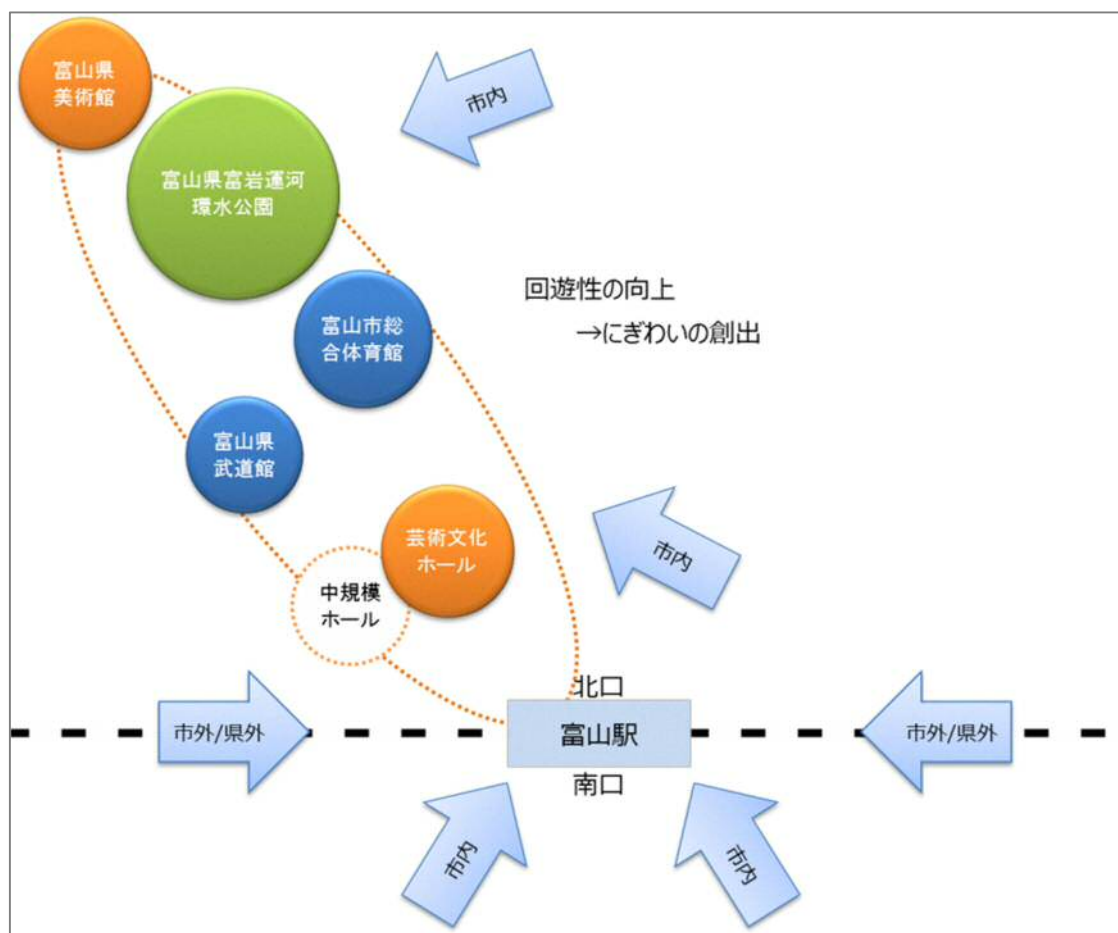 富山県
美術館
市内
富山県富岩運河
環水公園
回遊性の向上
→にぎわいの創出
富山市総
合体育館
富山県
武道館
芸術文化
ホール
市内
中規模
ホール
北口
市外/県外
富山駅
市外/県外
南口
市内
市内